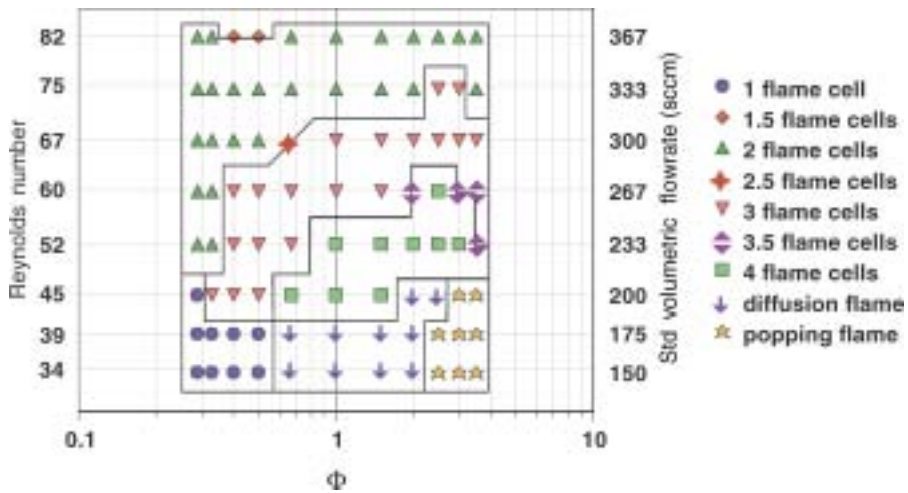 Reynolds number
82
75
67
60
52
45
39
34
367
333
300
267
233
200
175
150
Std volumetric flowrate (sccm)
0.1
1
10
Φ
1 flame cell
1.5 flame cells
2 flame cells
2.5 flame cells
3 flame cells
3.5 flame cells
4 flame cells
diffusion flame
popping flame